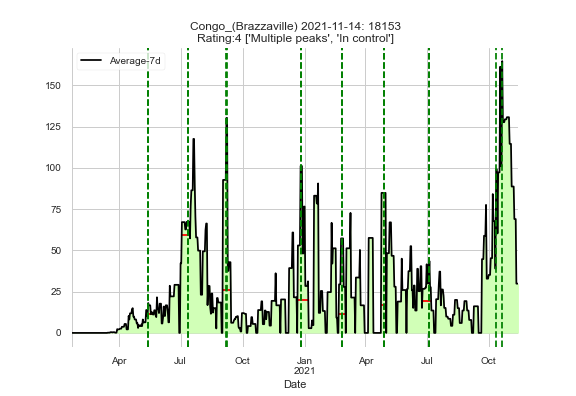 Congo_(Brazzaville) 2021-11-14: 18153
Rating:4 ['Multiple peaks', 'In control']
Average-7d
150
125
100
75
50
25
0
Apr Jul Oct Jan Apr Jul Oct
2021
Date